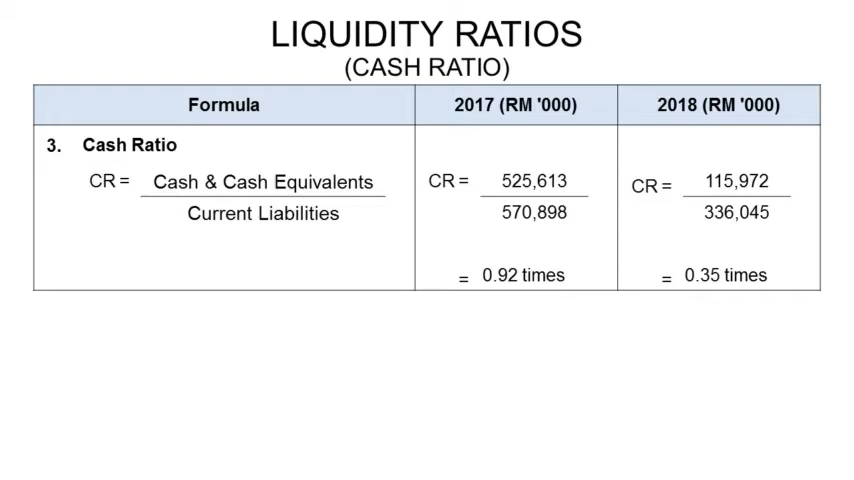 LIQUIDITY RATIOS
(CASH RATIO)
Formula 2017 (RM '000) 2018 (RM '000)
3. Cash Ratio
CR = Cash & Cash Equivalents CR = 525,613 CR = 115,972
Current Liabilities 570,898 336,045
= 0.92 times = 0.35 times